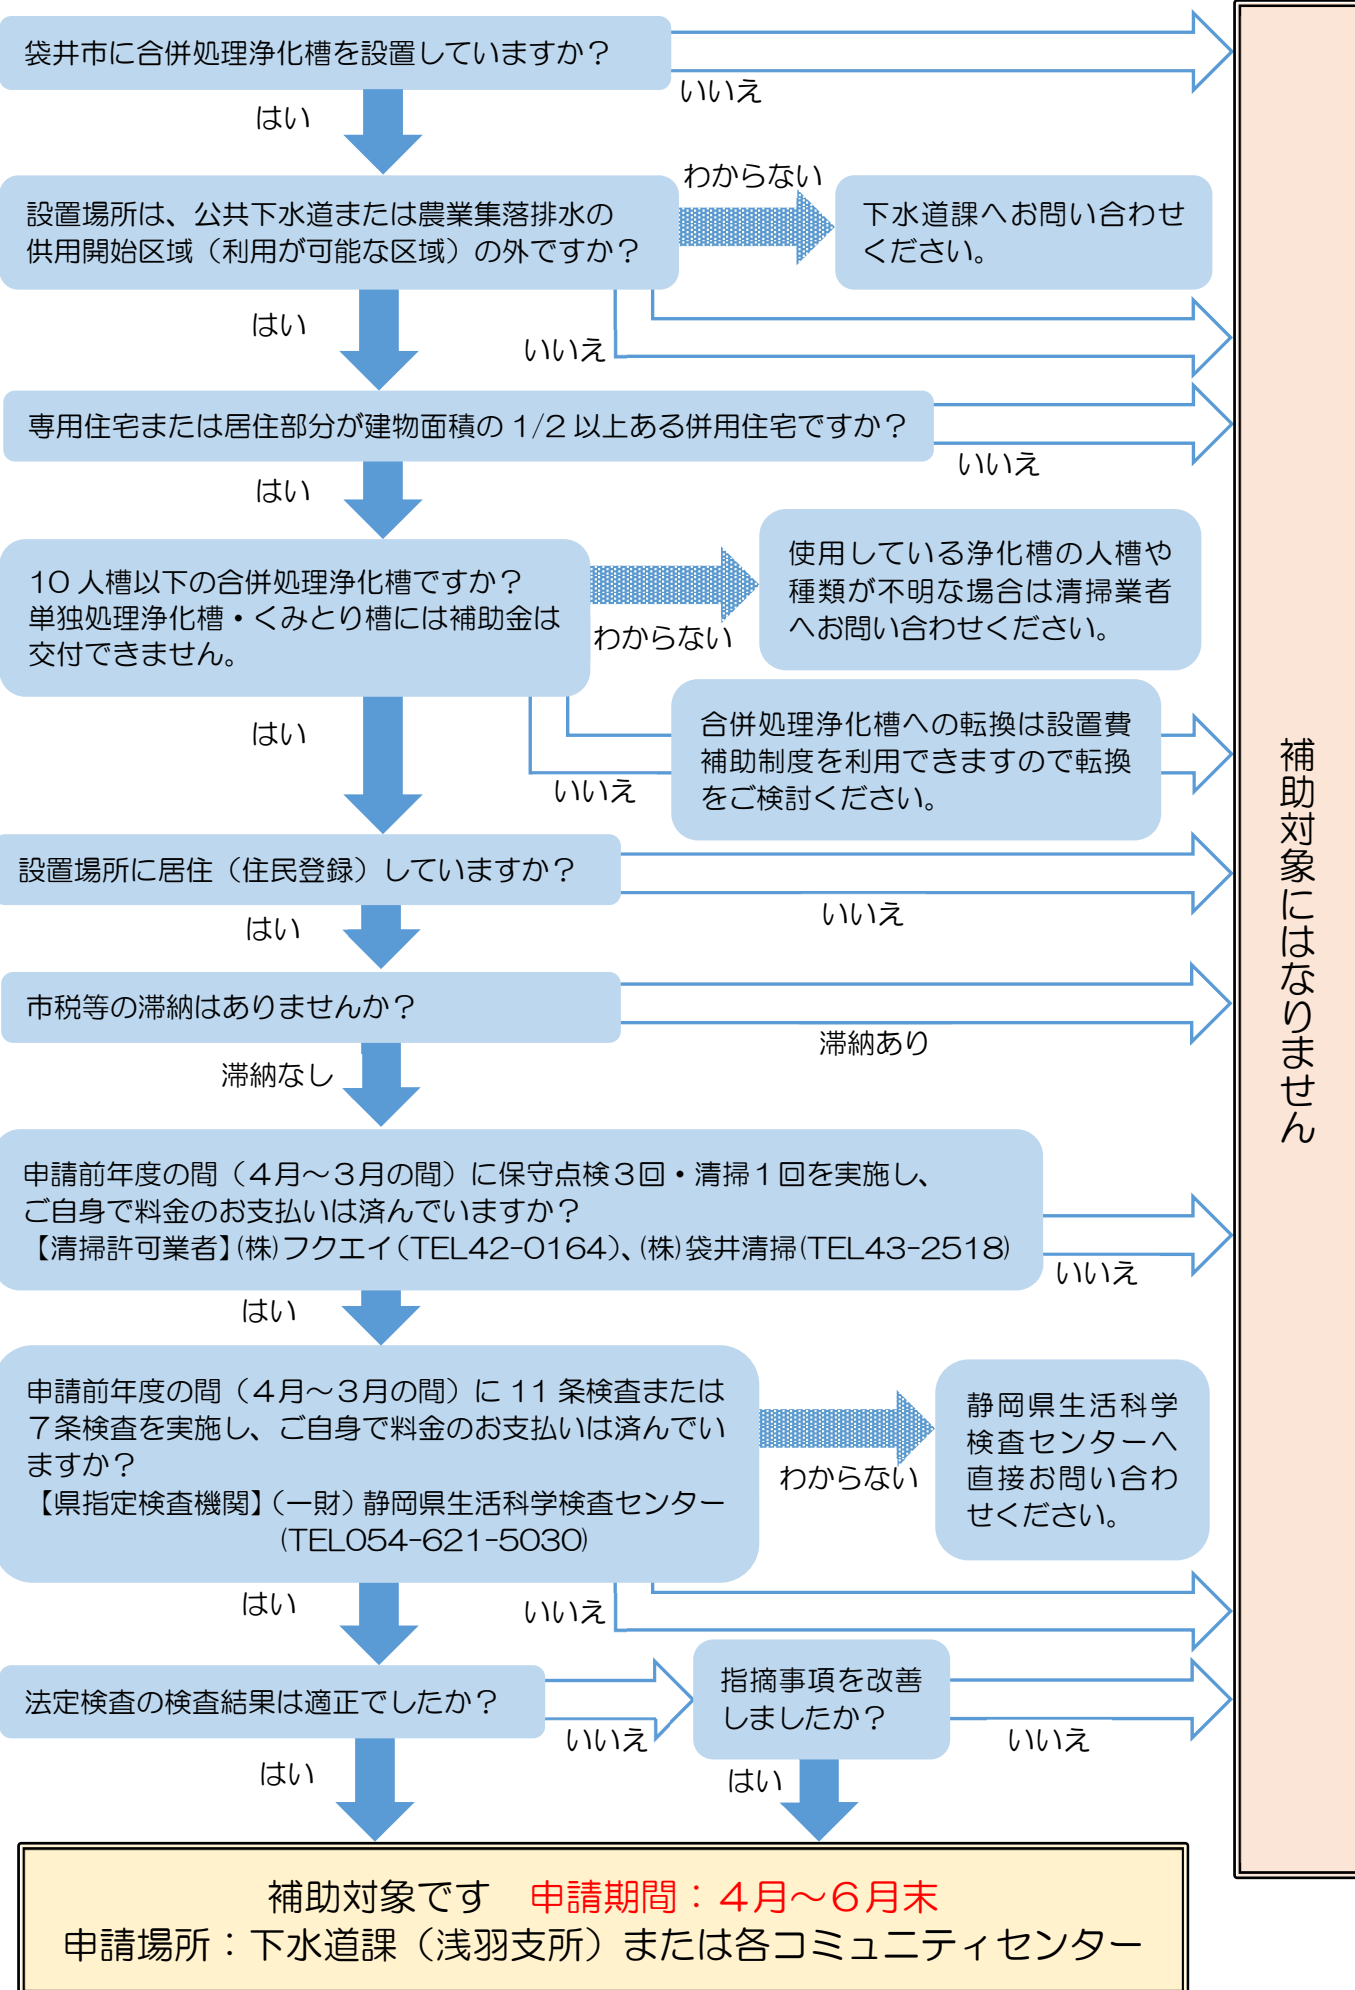 袋井市に合併処理浄化槽を設置していますか？
いいえ
はい
わからない
設置場所は、公共下水道または農業集落排水の
供用開始区域（利用が可能な区域）の外ですか？
下水道課へお問い合わせ
ください。
はい
いいえ
専用住宅または居住部分が建物面積の 1/2 以上ある併用住宅ですか？
いいえ
はい
10 人槽以下の合併処理浄化槽ですか？
単独処理浄化槽・くみとり槽には補助金は
交付できません。
わからない
使用している浄化槽の人槽や
種類が不明な場合は清掃業者
へお問い合わせください。
はい
いいえ
合併処理浄化槽への転換は設置費
補助制度を利用できますので転換
をご検討ください。
設置場所に居住（住民登録）していますか？
いいえ
はい
市税等の滞納はありませんか？
滞納あり
滞納なし
申請前年度の間（４月～３月の間）に保守点検３回・清掃１回を実施し、
ご自身で料金のお支払いは済んでいますか？
【清掃許可業者】(株)フクエイ（TEL42-0164）、(株)袋井清掃(TEL43-2518)
いいえ
はい
申請前年度の間（４月～３月の間）に 11 条検査または
７条検査を実施し、ご自身で料金のお支払いは済んでい
ますか？
【県指定検査機関】（一財）静岡県生活科学検査センター
(TEL054-621-5030)
わからない
静岡県生活科学
検査センターへ
直接お問い合わ
せください。
はい
いいえ
法定検査の検査結果は適正でしたか？
いいえ
指摘事項を改善
しましたか？
いいえ
はい
はい
補助対象です　申請期間：４月～６月末
申請場所：下水道課（浅羽支所）または各コミュニティセンター
補助対象にはなりません